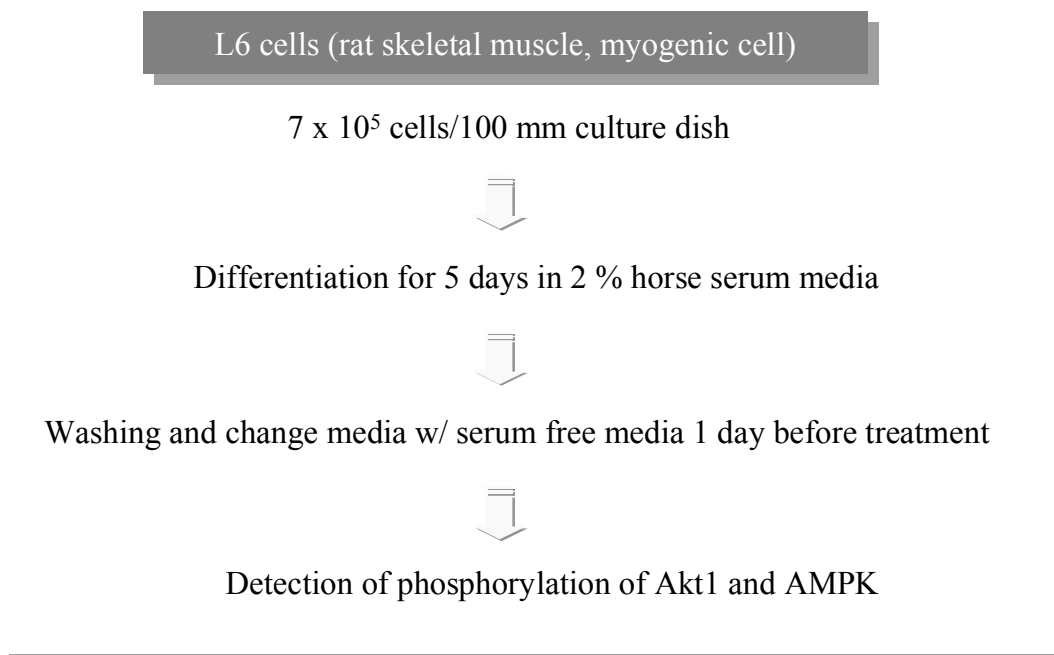 L6 cells (rat skeletal muscle, myogenic cell)
7 x 10⁵ cells/100 mm culture dish
Differentiation for 5 days in 2 % horse serum media
Washing and change media w/ serum free media 1 day before treatment
Detection of phosphorylation of Akt1 and AMPK